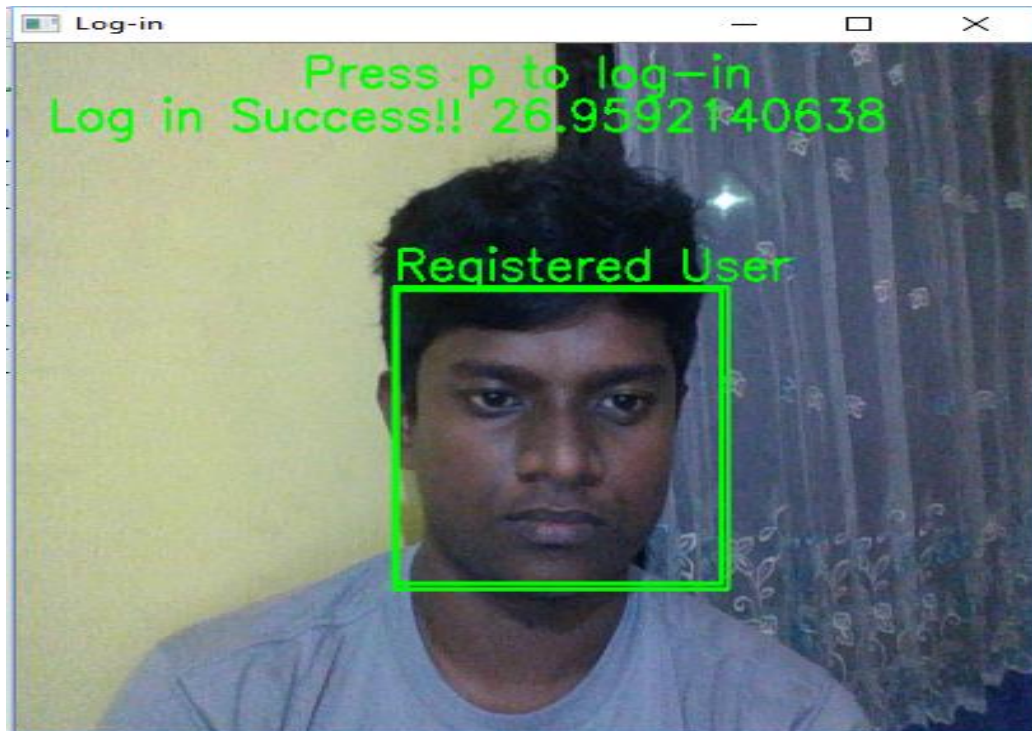 Log-in
Press p to log-in
Log in Success!! 26.9592140638
Registered User